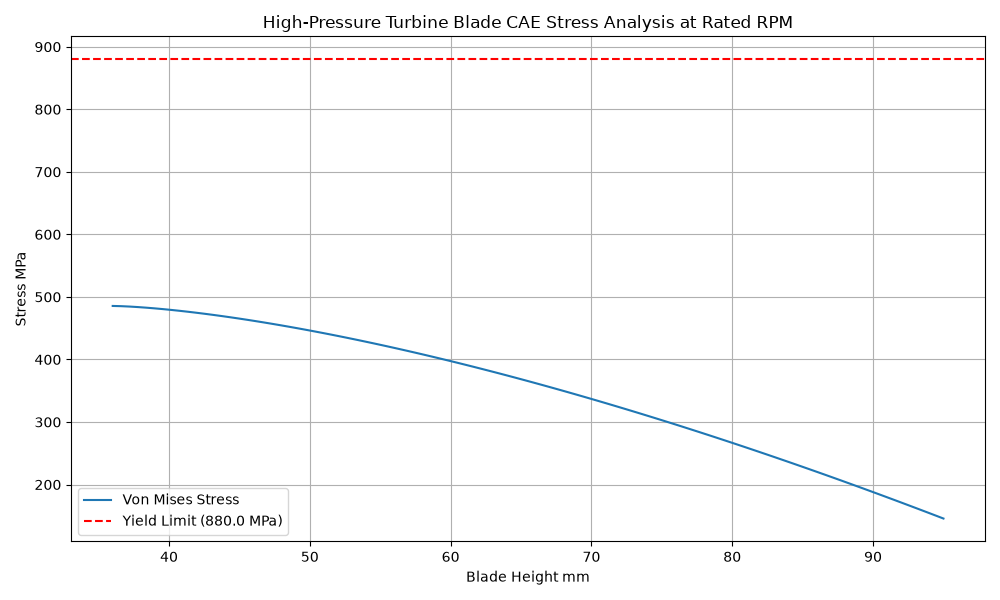 High-Pressure Turbine Blade CAE Stress Analysis at Rated RPM
Stress MPa
900
800
700
600
500
400
300
200
Von Mises Stress
Yield Limit (880.0 MPa)
40 50 60 70 80 90
Blade Height mm